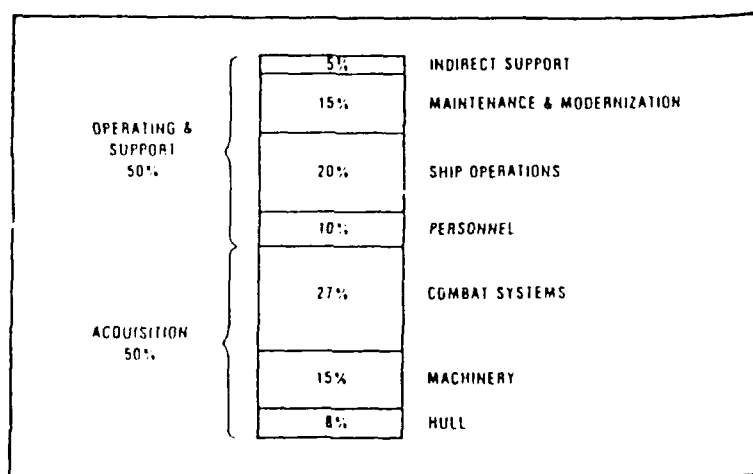 5% INDIRECT SUPPORT
15% MAINTENANCE & MODERNIZATION
OPERATING &
SUPPORT
50%
20% SHIP OPERATIONS
10% PERSONNEL
27% COMBAT SYSTEMS
ACQUISITION
50%
15% MACHINERY
8% HULL